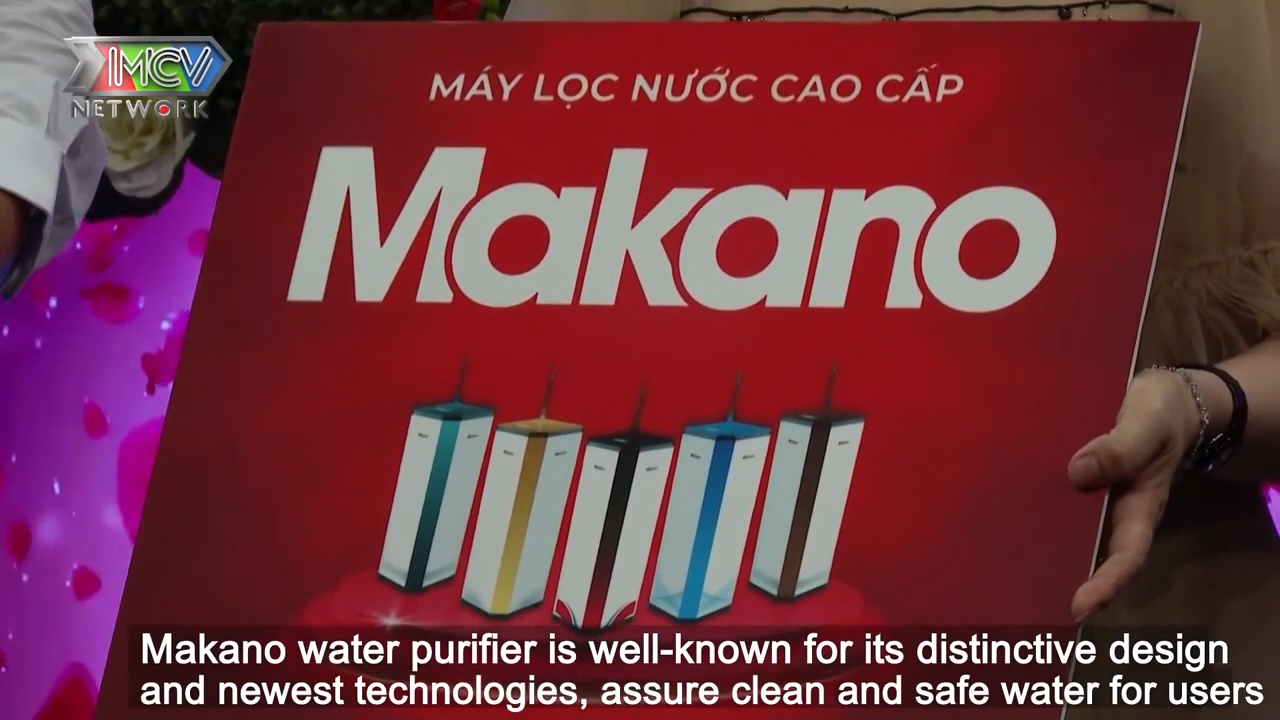 MCV
NETWORK
MÁY LỌC NƯỚC CAO CẤP
Makano
Makano water purifier is well-known for its distinctive design
and newest technologies, assure clean and safe water for users